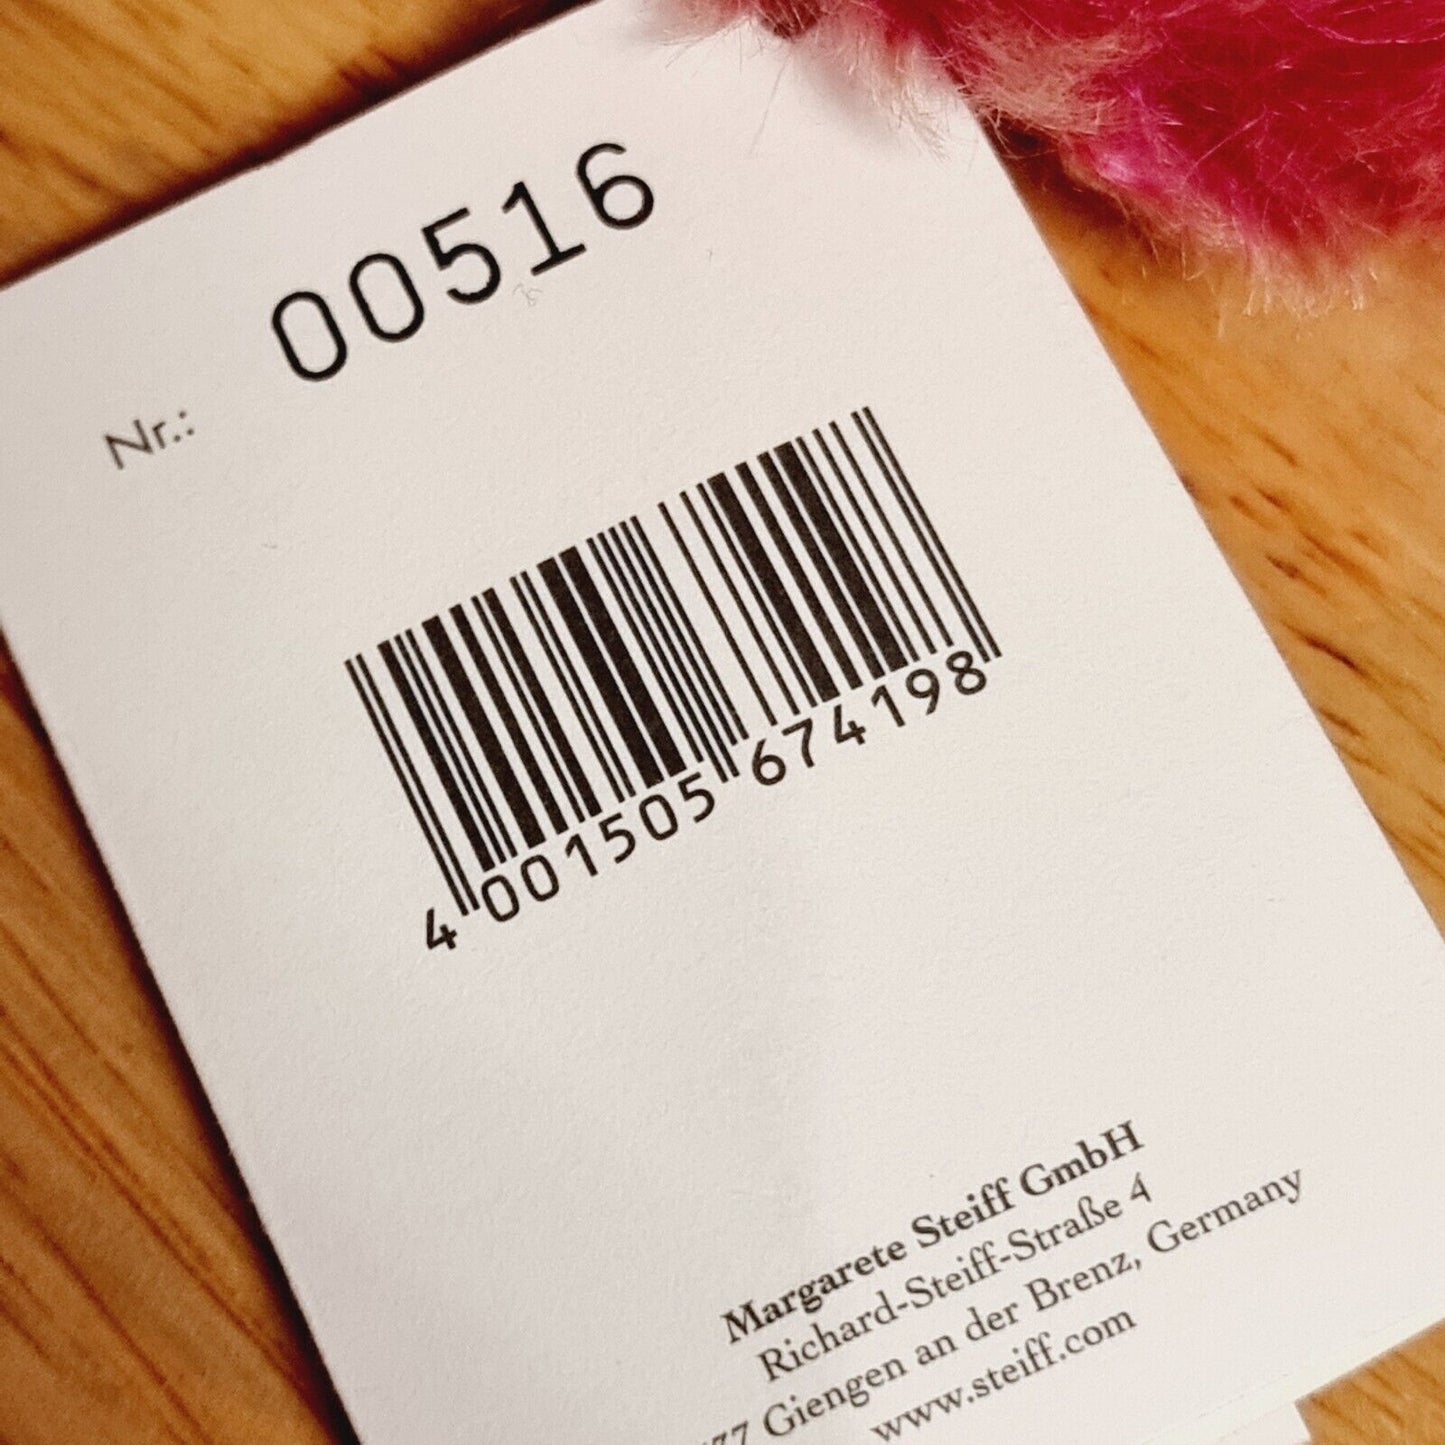 00516
Nr.:
4 001505 674198
Margarete Steiff GmbH
Richard-Steiff-Straße 4
Giengen an der Brenz, Germany
www.steiff.com